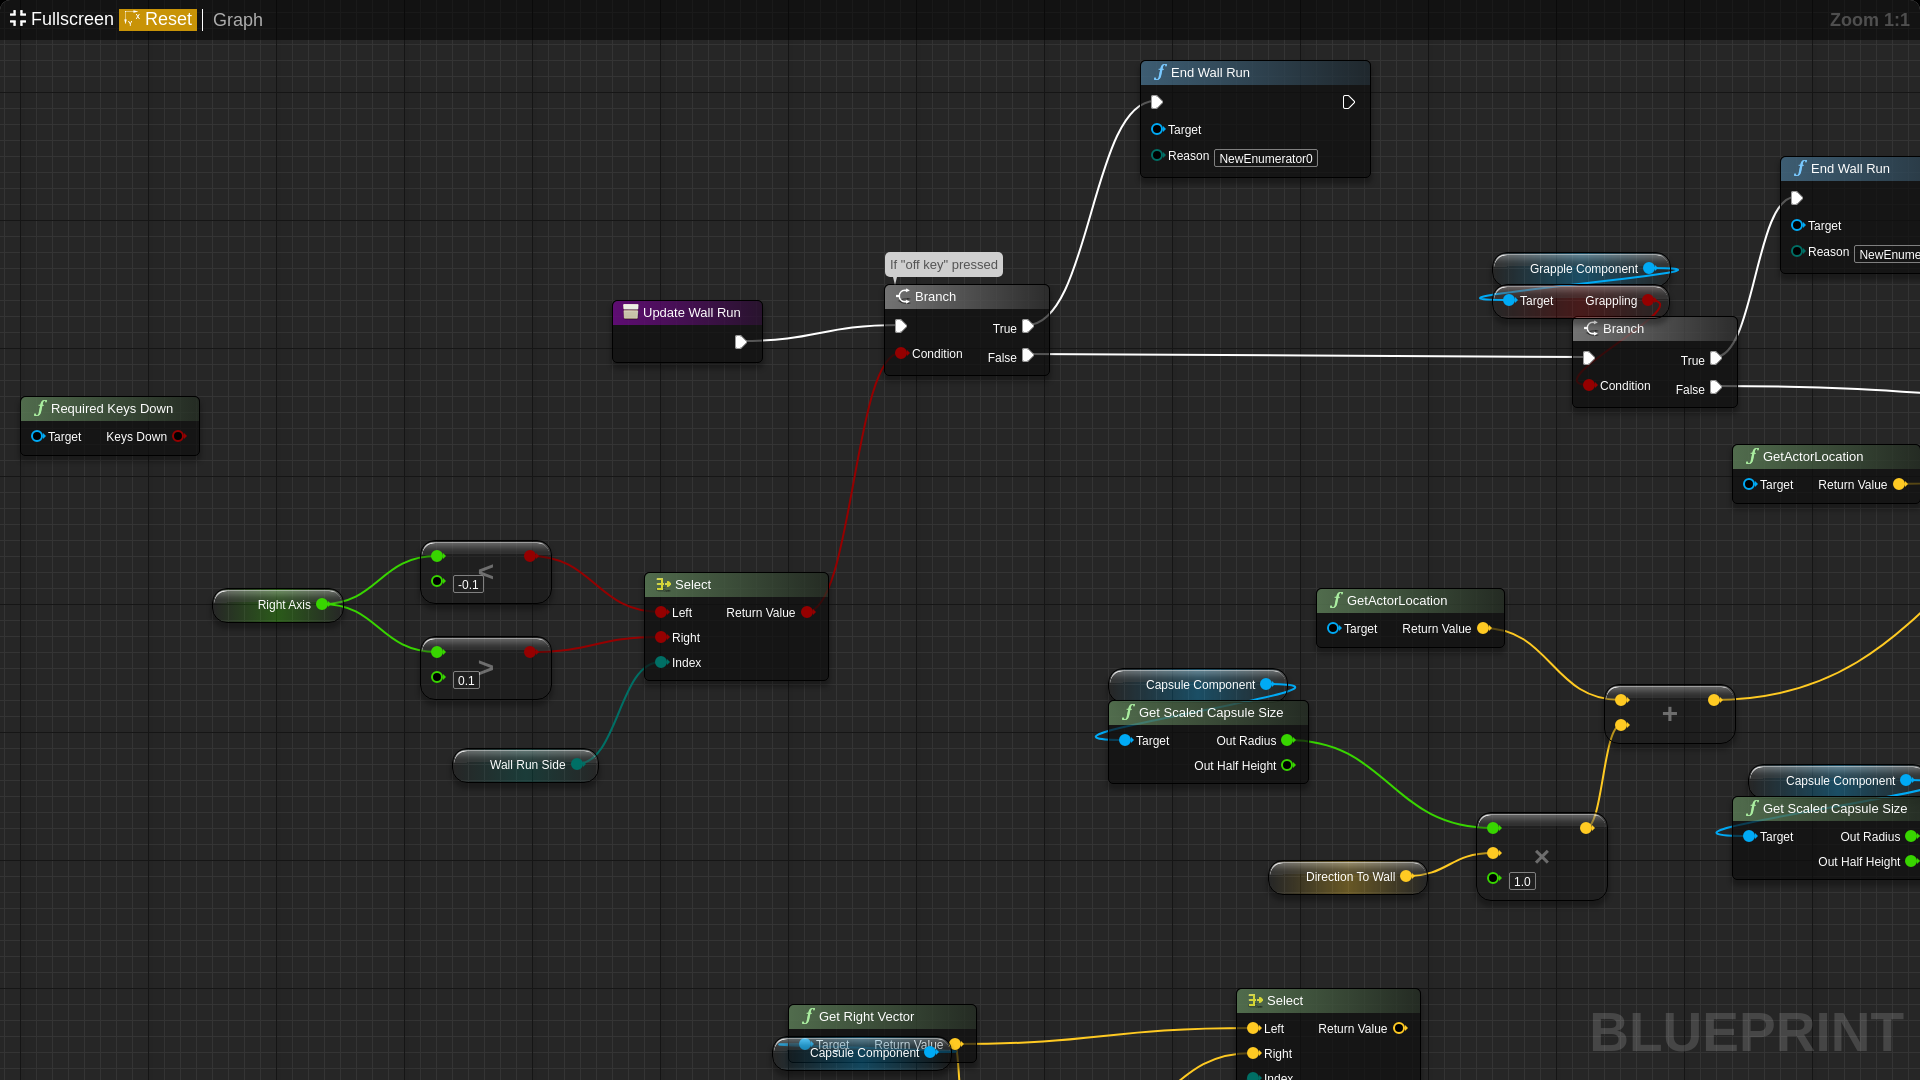 Fullscreen Reset Graph
Zoom 1:1
End Wall Run
Target
Reason NewEnumerator0
End Wall Run
Target
Reason NewEnume
If "off key" pressed
Branch
True
Condition False
Update Wall Run
Grapple Component
Target Grappling
Branch
True
Condition False
Required Keys Down
Target Keys Down
GetActorLocation
Target Return Value
<
-0.1
Right Axis
>
0.1
Select
Left Return Value
Right
Index
Wall Run Side
GetActorLocation
Target Return Value
Capsule Component
Get Scaled Capsule Size
Target Out Radius
Out Half Height
+
Capsule Component
Get Scaled Capsule Size
Target Out Radius
Out Half Height
×
1.0
Direction To Wall
Get Right Vector
Target Return Value
Capsule Component
Select
Left Return Value
Right
Index
BLUEPRINT